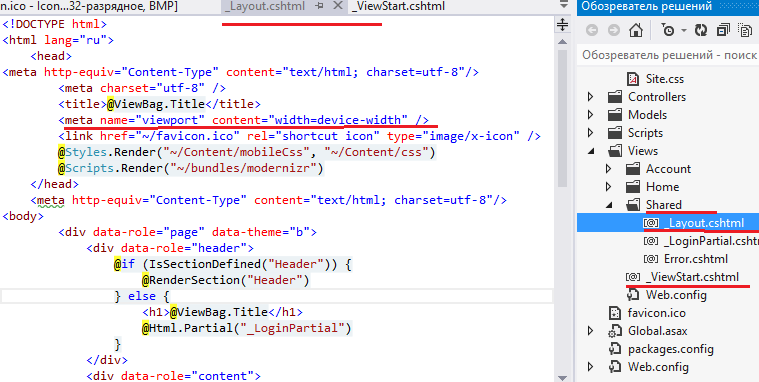 n.ico - Icon...32-разрядное, BMP]
_Layout.cshtml
_ViewStart.cshtml
<!DOCTYPE html>
<html lang="ru">
<head>
<meta http-equiv="Content-Type" content="text/html; charset=utf-8"/>
<meta charset="utf-8" />
<title>@ViewBag.Title</title>
<meta name="viewport" content="width=device-width" />
<link href="~/favicon.ico" rel="shortcut icon" type="image/x-icon" />
@Styles.Render("~/Content/mobileCss", "~/Content/css")
@Scripts.Render("~/bundles/modernizr")
</head>
<meta http-equiv="Content-Type" content="text/html; charset=utf-8"/>
<body>
<div data-role="page" data-theme="b">
<div data-role="header">
@if (IsSectionDefined("Header")) {
@RenderSection("Header")
} else {
<h1>@ViewBag.Title</h1>
@Html.Partial("_LoginPartial")
}
</div>
<div data-role="content">
Обозреватель решений
Обозреватель решений - поиск
Site.css
Controllers
Models
Scripts
Views
Account
Home
Shared
_Layout.cshtml
_LoginPartial.cshtm
Error.cshtml
_ViewStart.cshtml
Web.config
favicon.ico
Global.asax
packages.config
Web.config